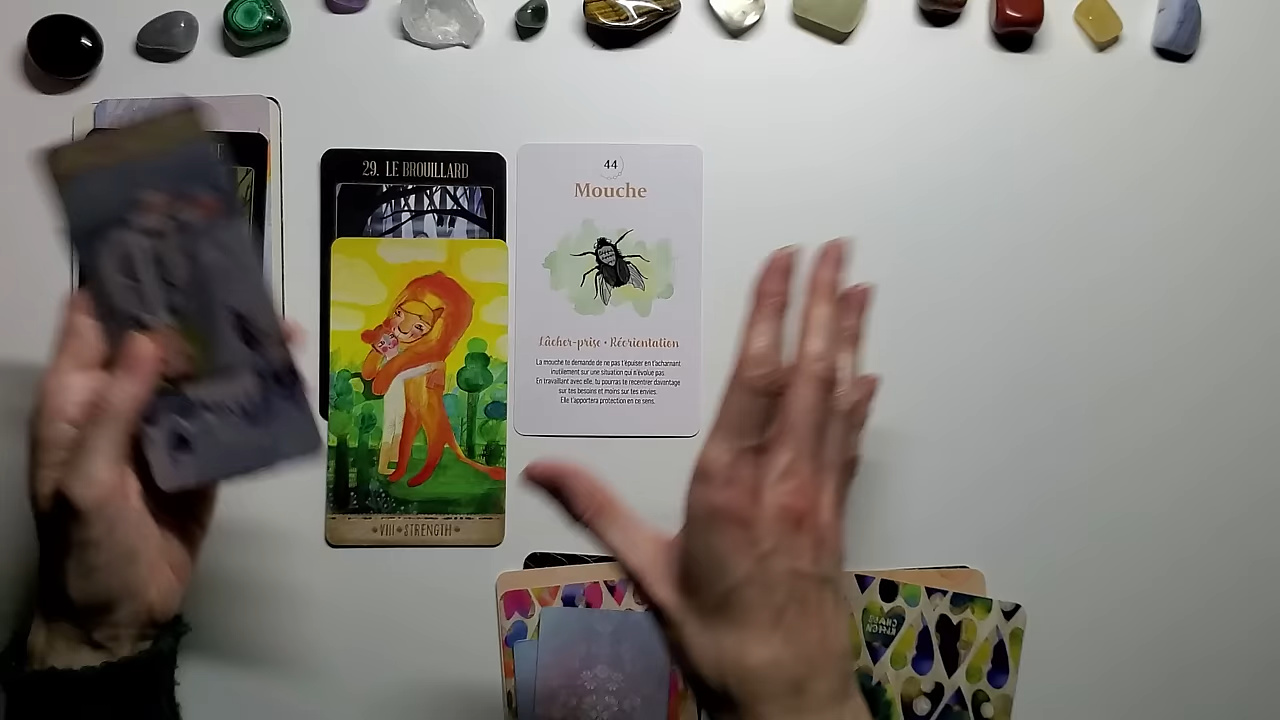 29. LE BROUILLARD
44
Mouche
Lâcher-prise • Réorientation
La mouche te demande de ne pas t'épuiser en t'acharnant
inutilement sur une situation qui n'évolue pas.
En travaillant avec elle, tu pourras te recentrer davantage
sur tes besoins et moins sur tes envies.
Elle t'apportera protection en ce sens.
VIII STRENGTH